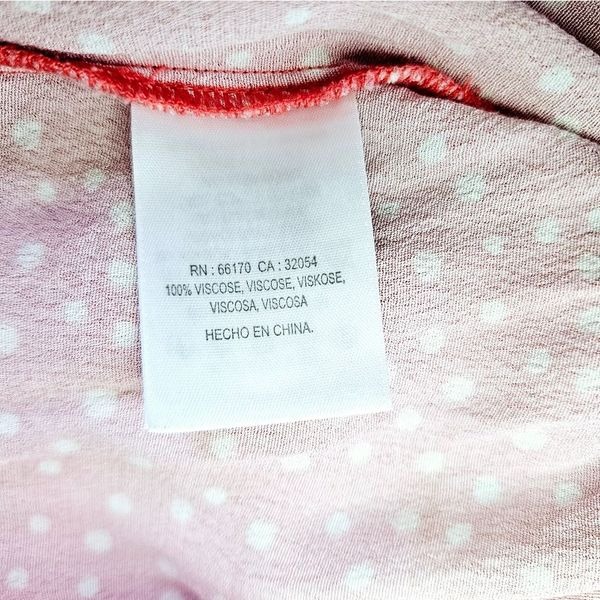 RN : 66170 CA : 32054
100% VISCOSE, VISCOSE, VISKOSE,
VISCOSA, VISCOSA
HECHO EN CHINA.